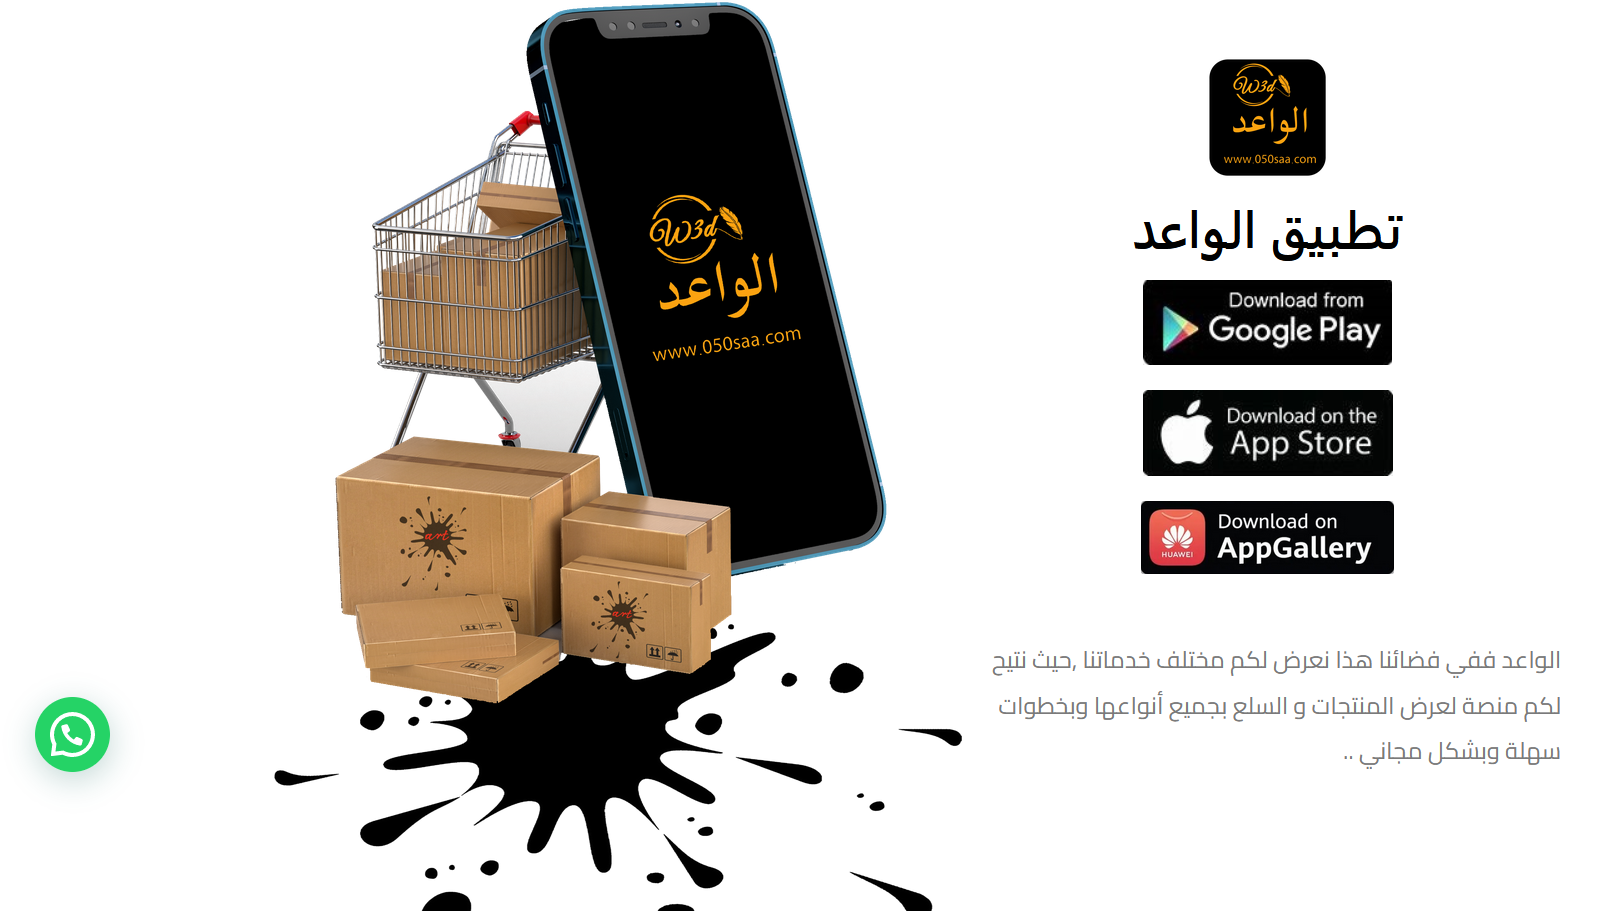 W3d
الواعد
www.050saa.com
تطبيق الواعد
Download from
Google Play
Download on the
App Store
HUAWEI
Download on
AppGallery
الواعد ففي فضائنا هذا نعرض لكم مختلف خدماتنا ,حيث نتيح
لكم منصة لعرض المنتجات و السلع بجميع أنواعها وبخطوات
سهلة وبشكل مجاني ..
W3d
الواعد
www.050saa.com
art
art